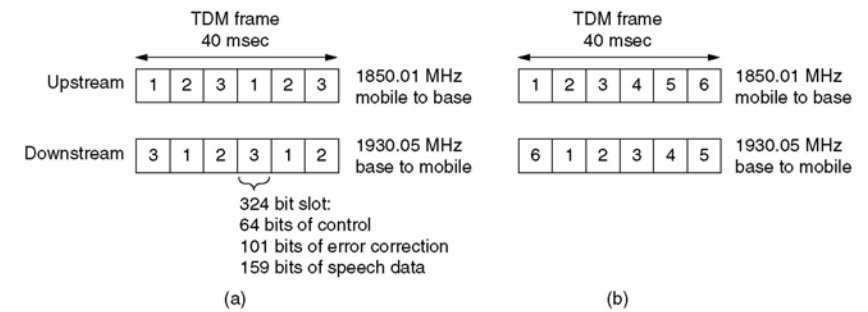 TDM frame
40 msec
Upstream 1 2 3 1 2 3 1850.01 MHz
mobile to base
Downstream 3 1 2 3 1 2 1930.05 MHz
base to mobile
324 bit slot:
64 bits of control
101 bits of error correction
159 bits of speech data
(a)
TDM frame
40 msec
1 2 3 4 5 6 1850.01 MHz
mobile to base
6 1 2 3 4 5 1930.05 MHz
base to mobile
(b)